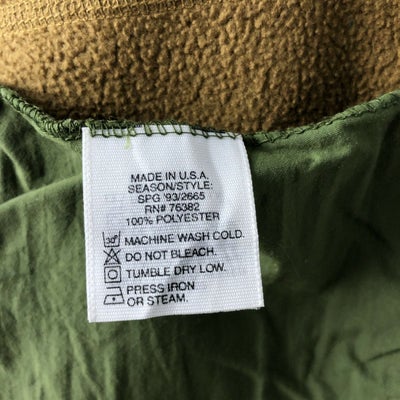 MADE IN U.S.A.
SEASON/STYLE:
SPG '93/2665
RN# 76382
100% POLYESTER
30° MACHINE WASH COLD.
DO NOT BLEACH.
TUMBLE DRY LOW.
PRESS IRON
OR STEAM.